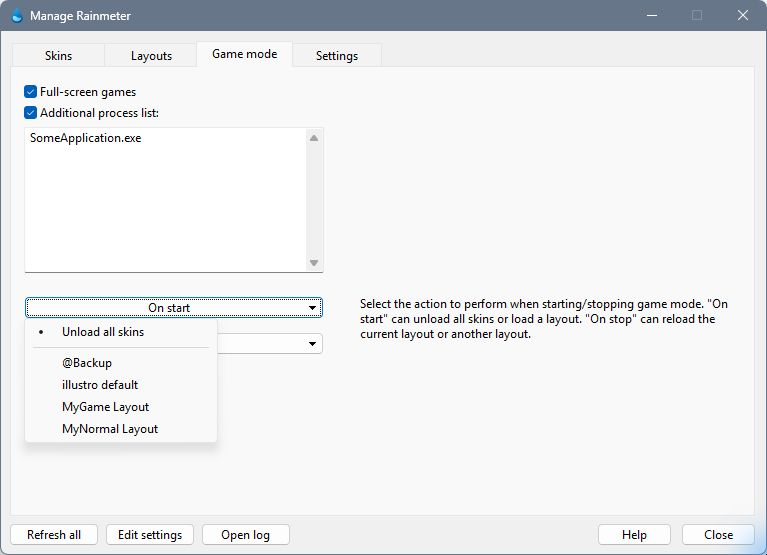 Manage Rainmeter
Skins
Layouts
Game mode
Settings
Full-screen games
Additional process list:
SomeApplication.exe
On start
Select the action to perform when starting/stopping game mode. "On
start" can unload all skins or load a layout. "On stop" can reload the
current layout or another layout.
Unload all skins
@Backup
illustro default
MyGame Layout
MyNormal Layout
Refresh all
Edit settings
Open log
Help
Close